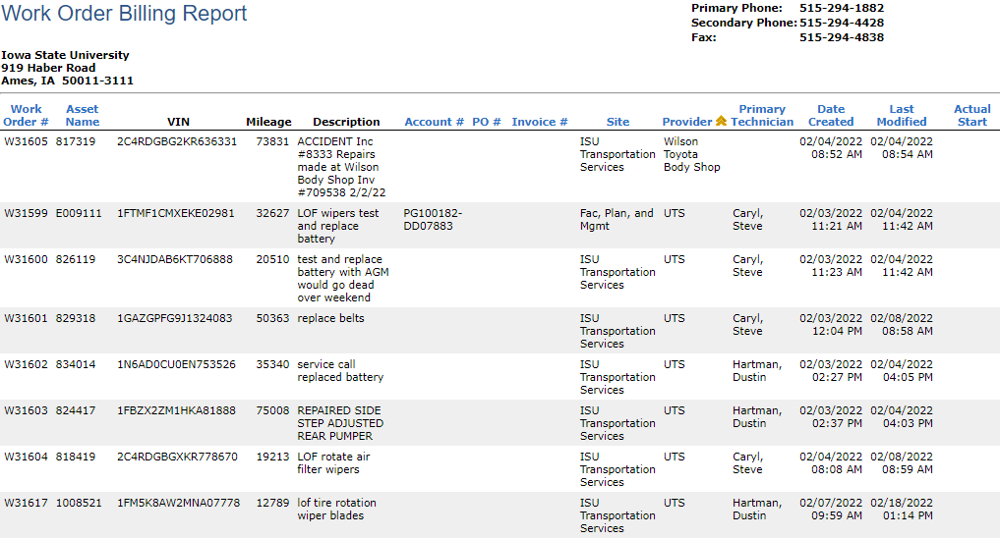 Work Order Billing Report
Primary Phone: 515-294-1882
Secondary Phone: 515-294-4428
Fax: 515-294-4838
Iowa State University
919 Haber Road
Ames, IA 50011-3111
Work Asset Primary Date Last Actual
Order # Name VIN Mileage Description Account # PO # Invoice # Site Provider Technician Created Modified Start
W31605 817319 2C4RDGBG2KR636331 73831 ACCIDENT Inc ISU Wilson 02/04/2022 02/04/2022
#8333 Repairs Transportation Toyota 08:52 AM 08:54 AM
made at Wilson Services Body Shop
Body Shop Inv
#709538 2/2/22
W31599 E009111 1FTMF1CMXEKE02981 32627 LOF wipers test PG100182- Fac, Plan, and UTS Caryl, 02/03/2022 02/04/2022
and replace DD07883 Mgmt Steve 11:21 AM 11:42 AM
battery
W31600 826119 3C4NJDAB6KT706888 20510 test and replace ISU UTS Caryl, 02/03/2022 02/04/2022
battery with AGM Transportation Steve 11:23 AM 11:42 AM
would go dead Services
over weekend
W31601 829318 1GAZGPFG9J1324083 50363 replace belts ISU UTS Caryl, 02/03/2022 02/08/2022
Transportation Steve 12:04 PM 08:58 AM
Services
W31602 834014 1N6AD0CU0EN753526 35340 service call ISU UTS Hartman, 02/03/2022 02/04/2022
replaced battery Transportation Dustin 02:27 PM 04:05 PM
Services
W31603 824417 1FBZX2ZM1HKA81888 75008 REPAIRED SIDE ISU UTS Hartman, 02/03/2022 02/04/2022
STEP ADJUSTED Transportation Dustin 02:37 PM 04:03 PM
REAR PUMPER Services
W31604 818419 2C4RDGBGXKR778670 19213 LOF rotate air ISU UTS Caryl, 02/04/2022 02/08/2022
filter wipers Transportation Steve 08:08 AM 08:59 AM
Services
W31617 1008521 1FM5K8AW2MNA07778 12789 lof tire rotation ISU UTS Hartman, 02/07/2022 02/18/2022
wiper blades Transportation Dustin 09:59 AM 01:14 PM
Services